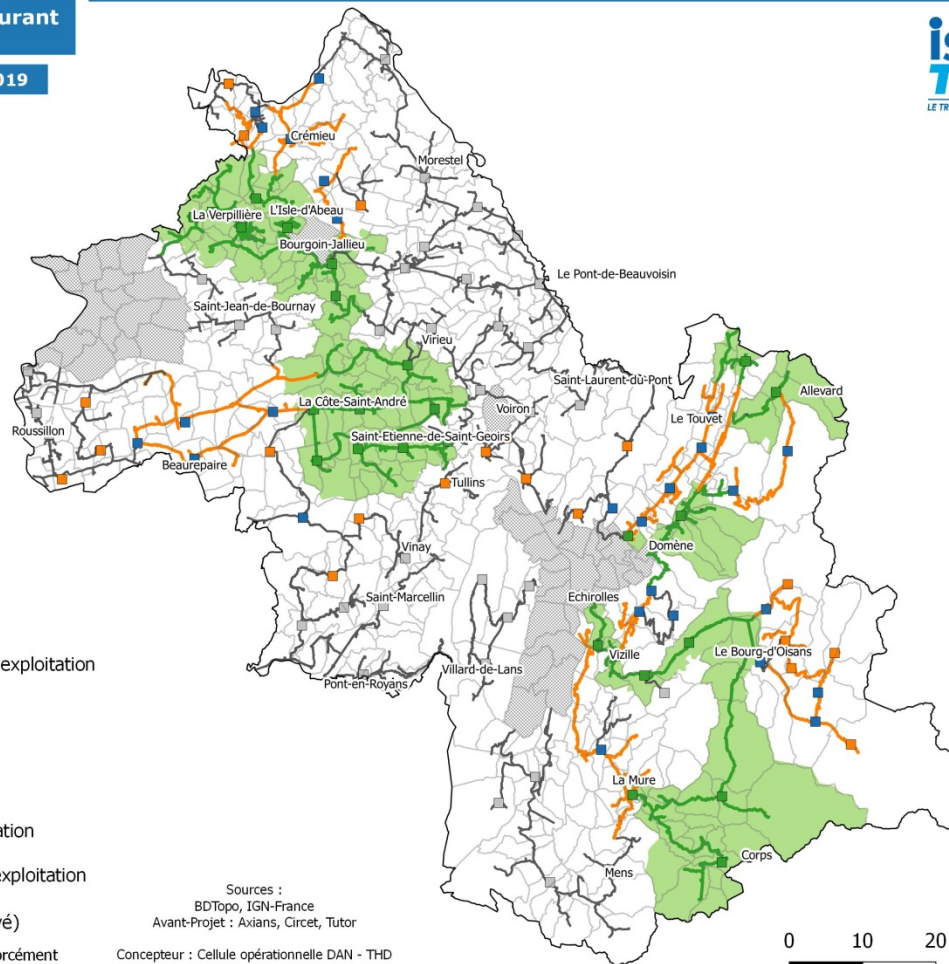 urant
019
is
T
LE TR
Crémieu
Morestel
La Verpillière
L'Isle-d'Abeau
Bourgoin-Jallieu
Le Pont-de-Beauvoisin
Saint-Jean-de-Bournay
Virieu
Saint-Laurent-du-Pont
Allevard
La Côte-Saint-André
Voiron
Le Touvet
Roussillon
Saint-Etienne-de-Saint-Geoirs
Beaurepaire
Tullins
Domène
Vinay
Saint-Marcellin
Echirolles
Vizille
Le Bourg-d'Oisans
exploitation
Villard-de-Lans
Pont-en-Royans
La Mure
ation
Corps
exploitation
Mens
Sources :
BDTopo, IGN-France
Avant-Projet : Axians, Circet, Tutor
vé)
orcément
Concepteur : Cellule opérationnelle DAN - THD
0 10 20